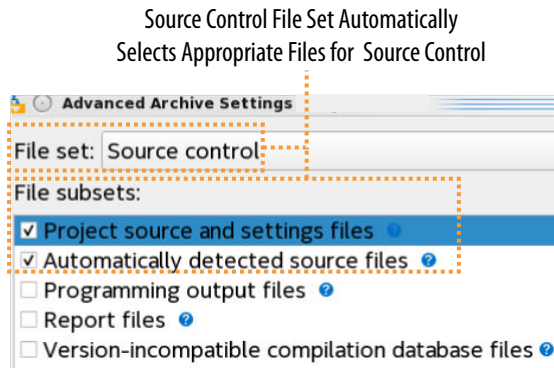 Source Control File Set Automatically
Selects Appropriate Files for Source Control
Advanced Archive Settings
File set: Source control
File subsets:
Project source and settings files ?
Automatically detected source files ?
Programming output files ?
Report files ?
Version-incompatible compilation database files ?